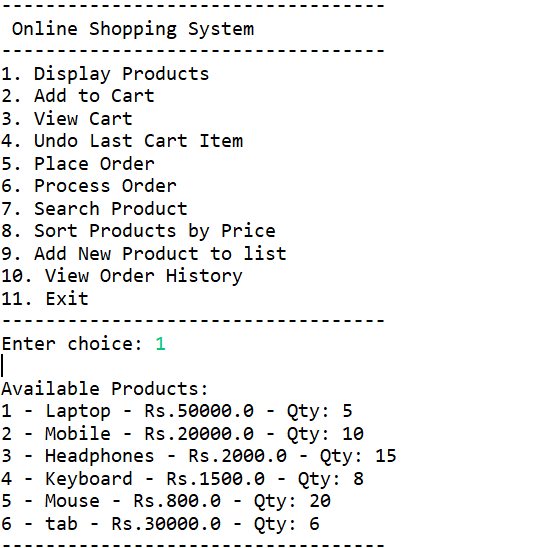 -----------------------------------
Online Shopping System
-----------------------------------
1. Display Products
2. Add to Cart
3. View Cart
4. Undo Last Cart Item
5. Place Order
6. Process Order
7. Search Product
8. Sort Products by Price
9. Add New Product to list
10. View Order History
11. Exit
-----------------------------------
Enter choice: 1
Available Products:
1 - Laptop - Rs.50000.0 - Qty: 5
2 - Mobile - Rs.20000.0 - Qty: 10
3 - Headphones - Rs.2000.0 - Qty: 15
4 - Keyboard - Rs.1500.0 - Qty: 8
5 - Mouse - Rs.800.0 - Qty: 20
6 - tab - Rs.30000.0 - Qty: 6
-----------------------------------